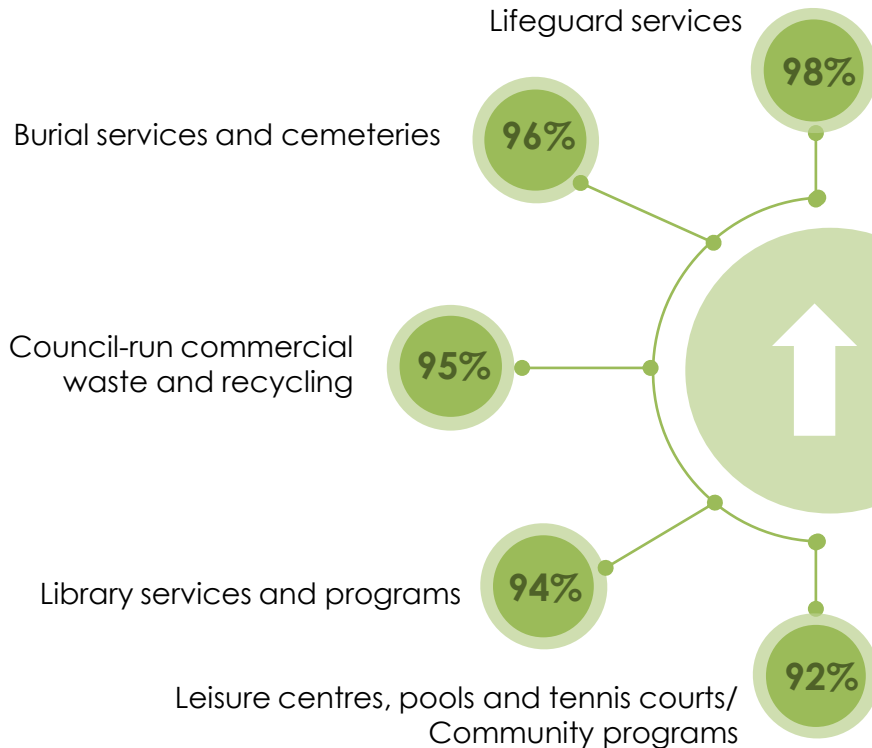 Lifeguard services
98%
Burial services and cemeteries
96%
Council-run commercial
waste and recycling
95%
Library services and programs
94%
Leisure centres, pools and tennis courts/
Community programs
92%